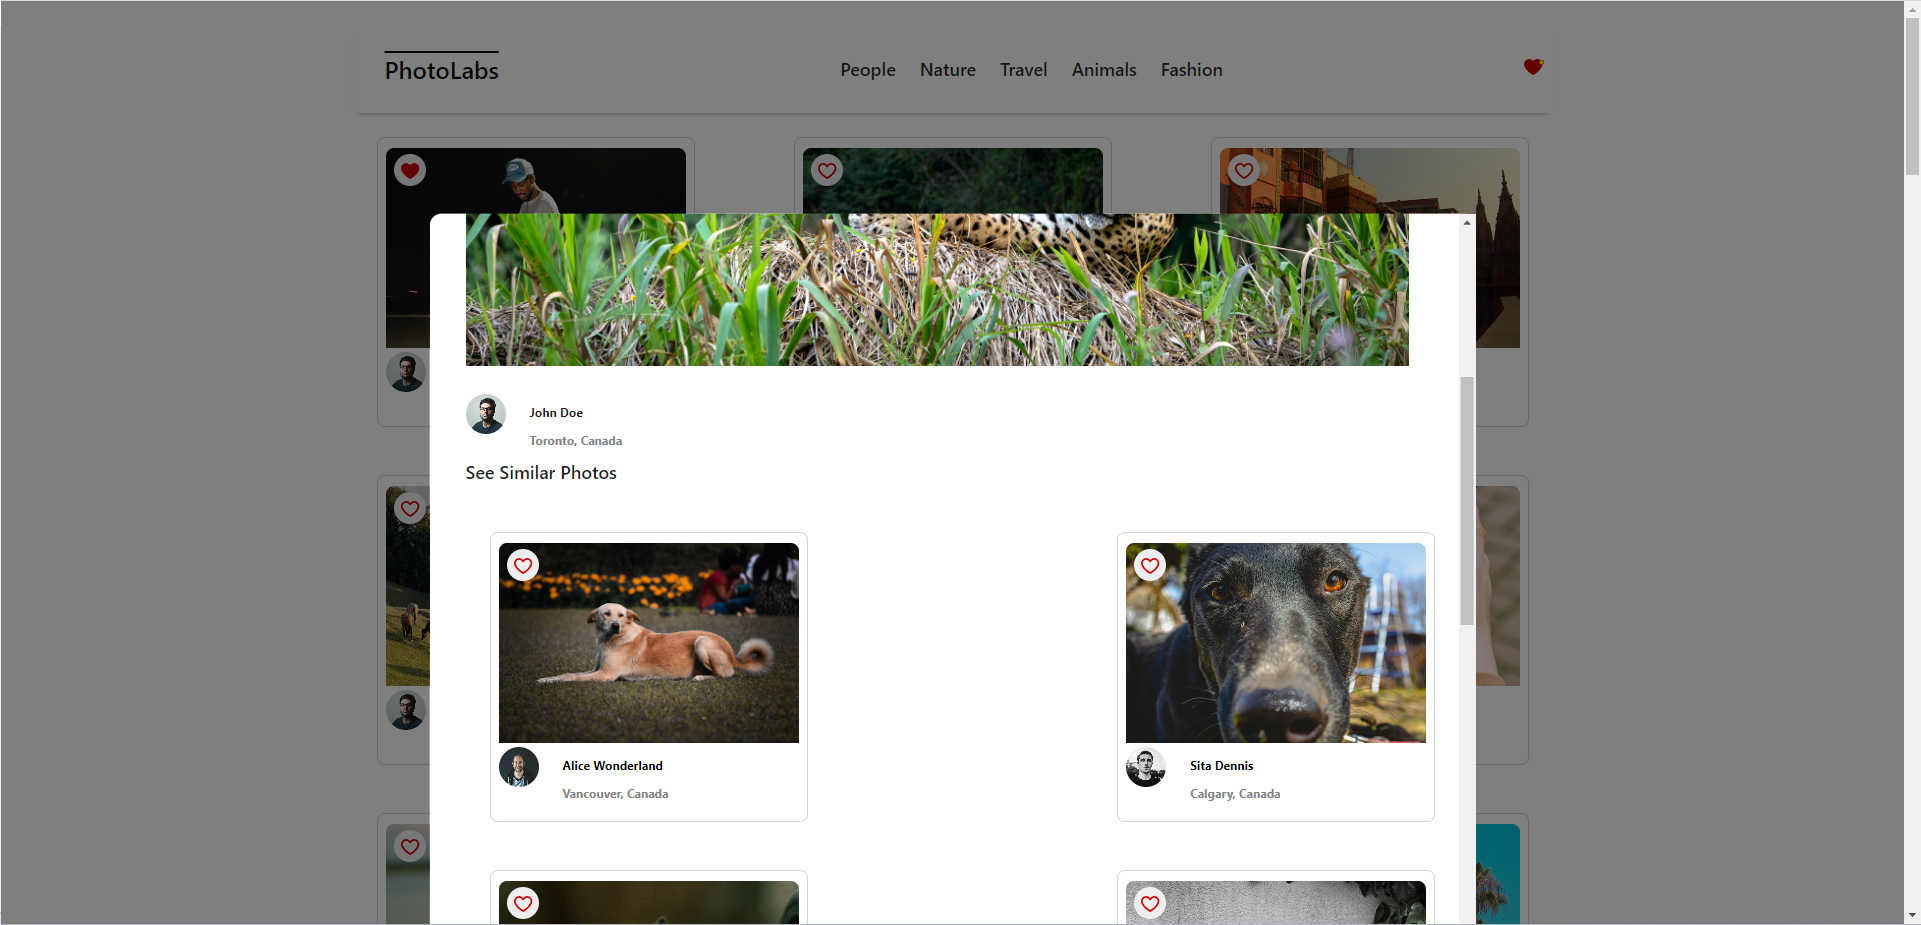 PhotoLabs
People Nature Travel Animals Fashion
John Doe
Toronto, Canada
See Similar Photos
Alice Wonderland
Vancouver, Canada
Sita Dennis
Calgary, Canada